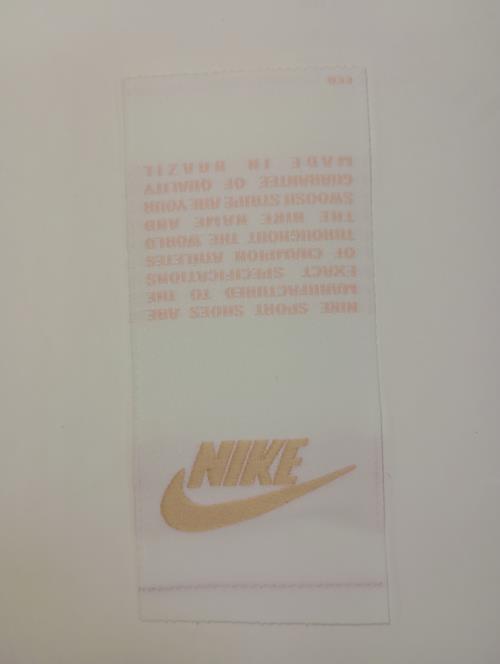 NIKE SPORT SHOES ARE
MANUFACTURED TO THE
EXACT SPECIFICATIONS
OF CHAMPION ATHLETES
THROUGHOUT THE WORLD
THE NIKE NAME AND
SWOOSH STRIPE ARE YOUR
GUARANTEE OF QUALITY
MADE IN BRAZIL
NIKE